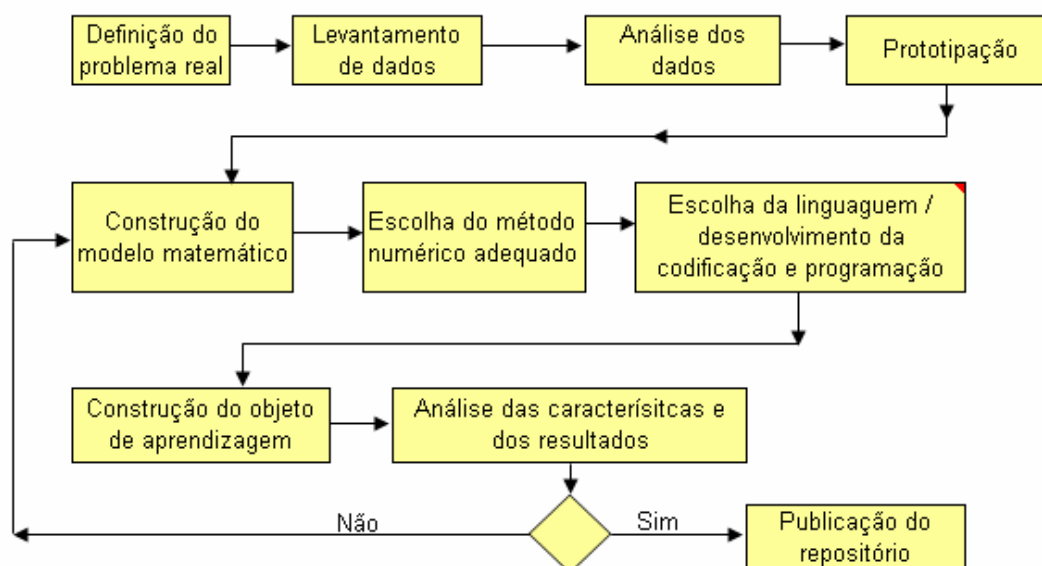 Definição do
problema real
Levantamento
de dados
Análise dos
dados
Prototipação
Construção do
modelo matemático
Escolha do método
numérico adequado
Escolha da linguaguem /
desenvolvimento da
codificação e programação
Construção do objeto
de aprendizagem
Análise das caracterísitcas e
dos resultados
Não
Sim
Publicação do
repositório